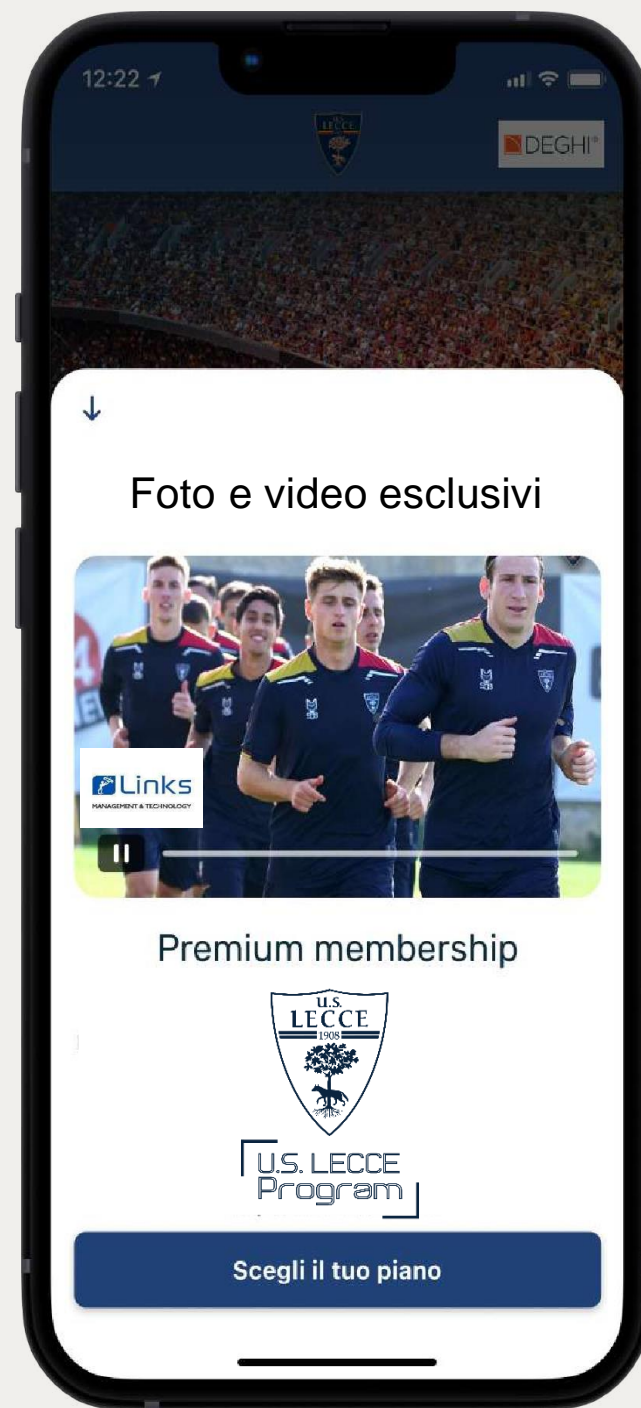 12:22
U.S.
LECCE
DEGHI®
Foto e video esclusivi
Links
MANAGEMENT & TECHNOLOGY
Premium membership
U.S.
LECCE
1908
U.S. LECCE
Program
Scegli il tuo piano